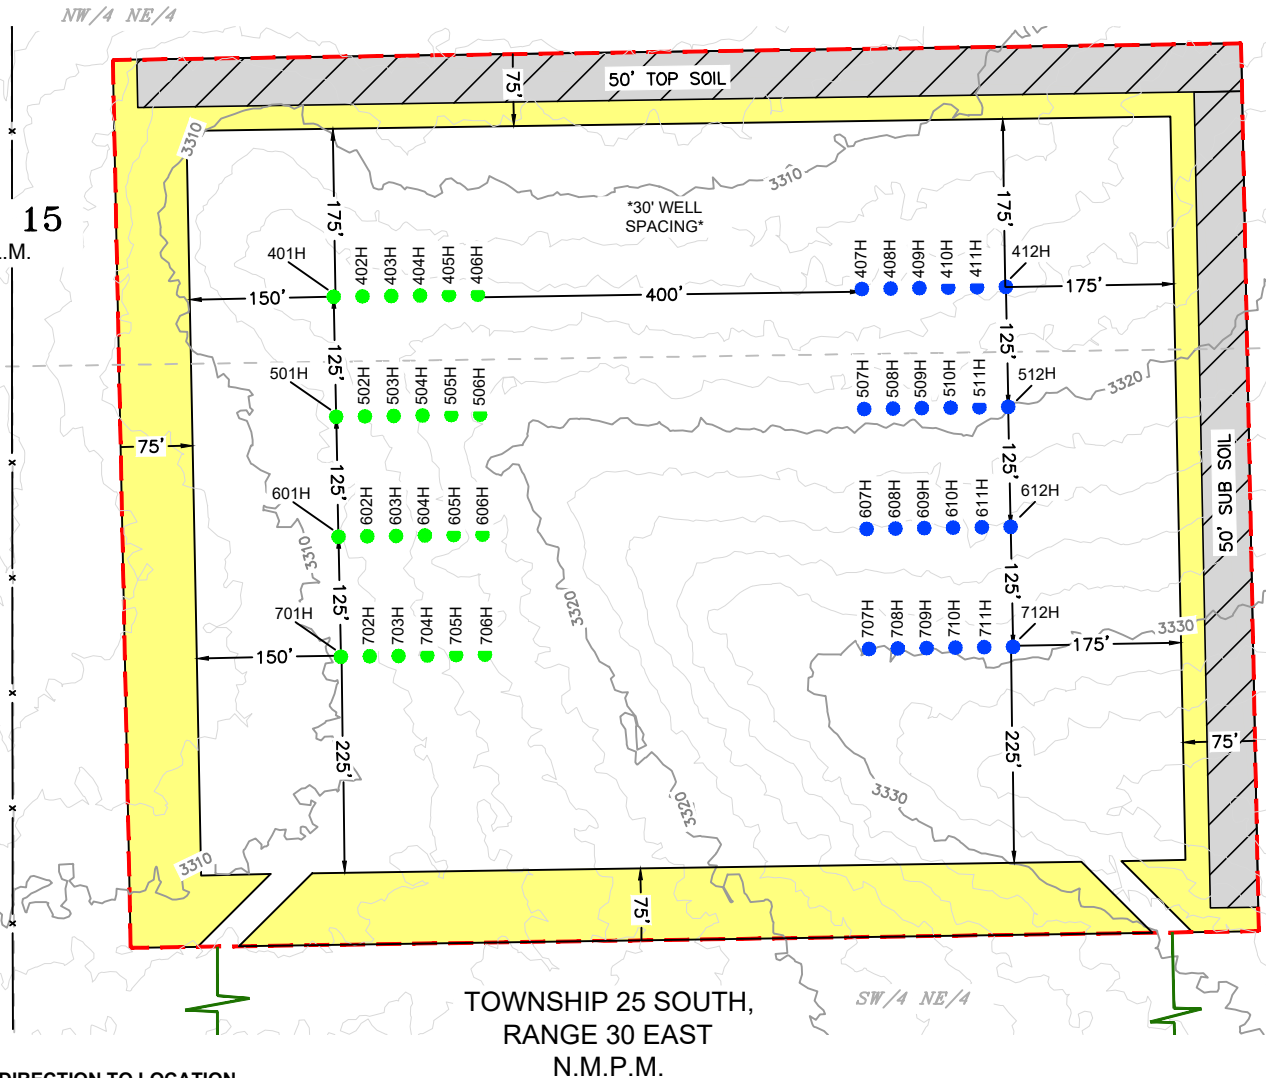 NW/4 NE/4
75'
50' TOP SOIL
3310
3310
15
.M.
175'
*30' WELL
SPACING*
175'
401H
402H
403H
404H
405H
406H
407H
408H
409H
410H
411H
412H
150'
400'
175'
125'
125'
501H
502H
503H
504H
505H
506H
507H
508H
509H
510H
511H
512H
3320
75'
125'
125'
50' SUB SOIL
601H
602H
603H
604H
605H
606H
607H
608H
609H
610H
611H
612H
3310
3320
125'
125'
701H
702H
703H
704H
705H
706H
707H
708H
709H
710H
711H
712H
3330
150'
175'
225'
225'
75'
3320
3330
3310
75'
TOWNSHIP 25 SOUTH,
RANGE 30 EAST
N.M.P.M.
SW/4 NE/4
DIRECTION TO LOCATION